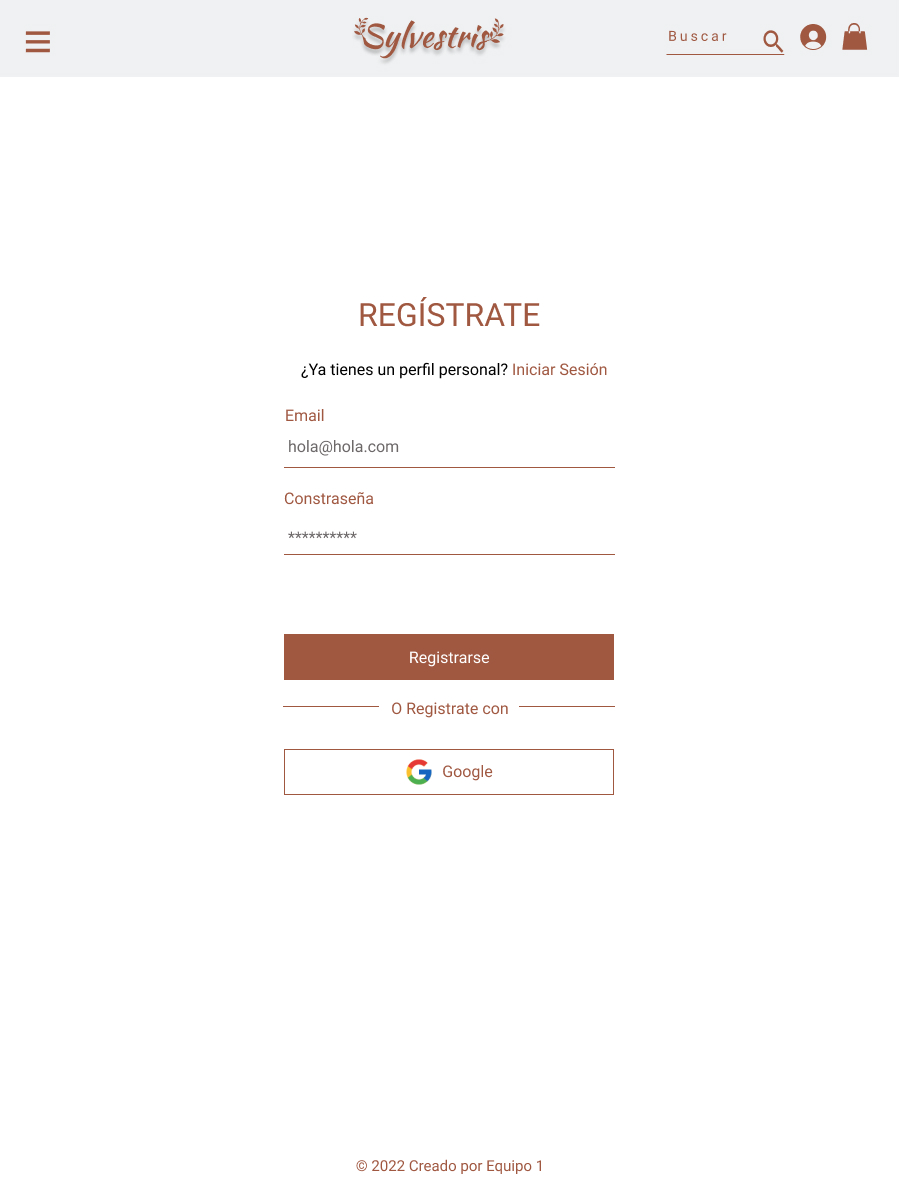 Sylvestris
Buscar
REGÍSTRATE
¿Ya tienes un perfil personal? Iniciar Sesión
Email
hola@hola.com
Constraseña
**********
Registrarse
O Registrate con
Google
© 2022 Creado por Equipo 1